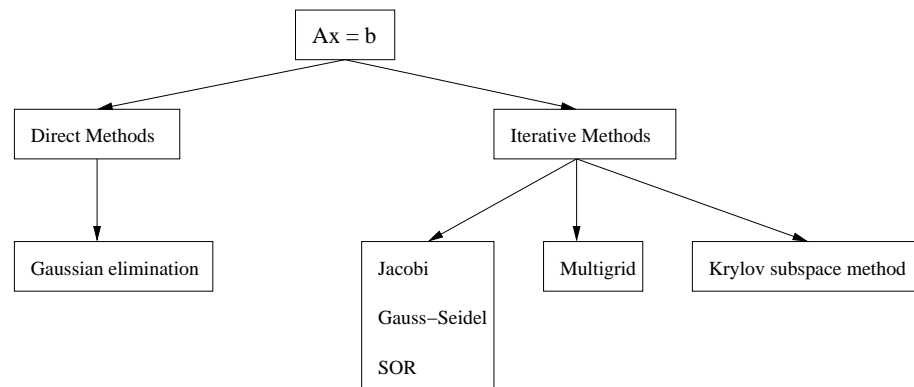 Ax = b
Direct Methods
Iterative Methods
Gaussian elimination
Jacobi
Gauss−Seidel
SOR
Multigrid
Krylov subspace method